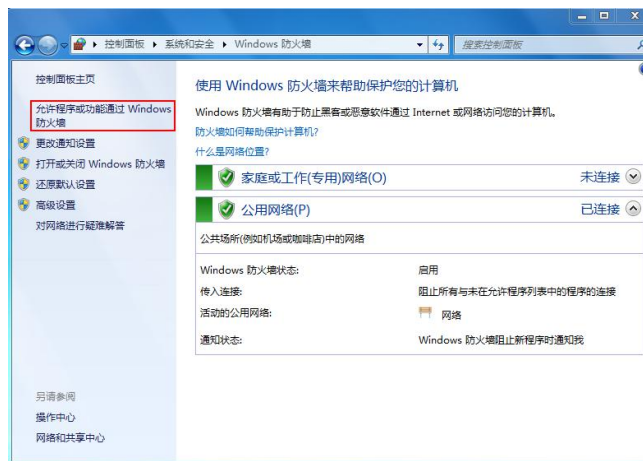 控制面板 ▸ 系统和安全 ▸ Windows 防火墙
搜索控制面板
控制面板主页
允许程序或功能通过 Windows
防火墙
更改通知设置
打开或关闭 Windows 防火墙
还原默认设置
高级设置
对网络进行疑难解答
另请参阅
操作中心
网络和共享中心
使用 Windows 防火墙来帮助保护您的计算机
Windows 防火墙有助于防止黑客或恶意软件通过 Internet 或网络访问您的计算机。
防火墙如何帮助保护计算机?
什么是网络位置?
家庭或工作(专用)网络(O) 未连接
公用网络(P) 已连接
公共场所(例如机场或咖啡店)中的网络
Windows 防火墙状态: 启用
传入连接: 阻止所有与未在允许程序列表中的程序的连接
活动的公用网络: 网络
通知状态: Windows 防火墙阻止新程序时通知我